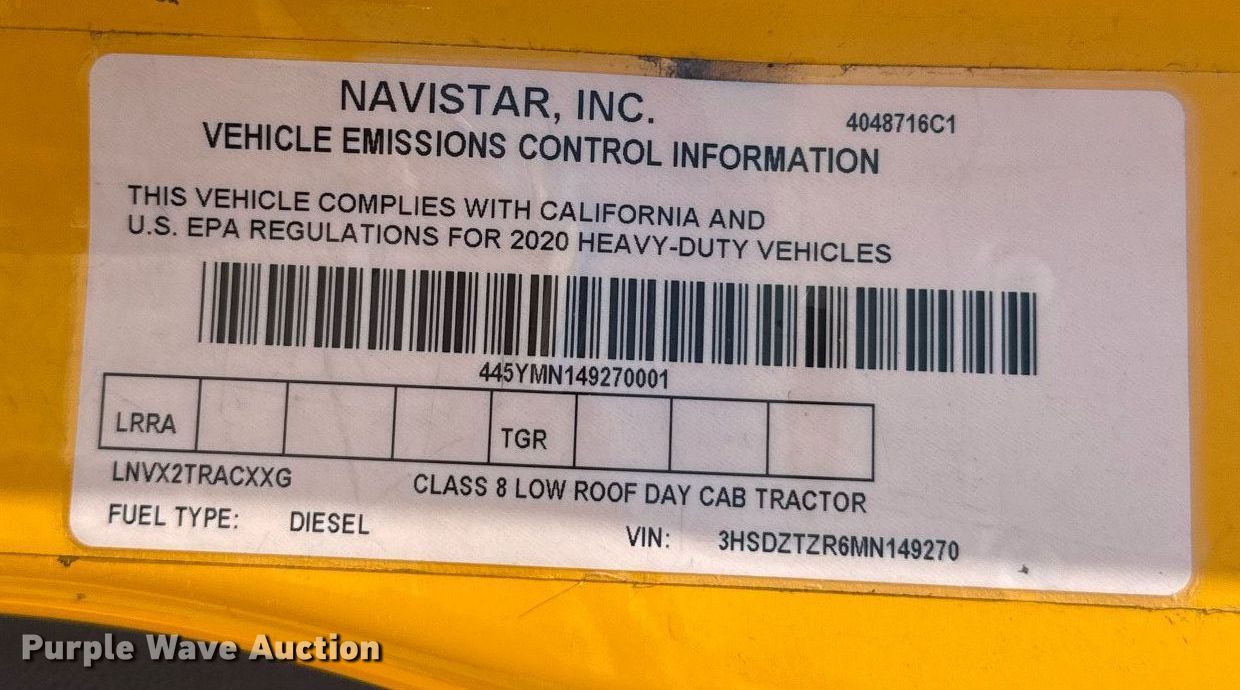 NAVISTAR, INC.
4048716C1
VEHICLE EMISSIONS CONTROL INFORMATION
THIS VEHICLE COMPLIES WITH CALIFORNIA AND
U.S. EPA REGULATIONS FOR 2020 HEAVY-DUTY VEHICLES
445YMN149270001
LRRA TGR
LNVX2TRACXXG CLASS 8 LOW ROOF DAY CAB TRACTOR
FUEL TYPE: DIESEL VIN: 3HSDZTZR6MN149270
Purple Wave Auction